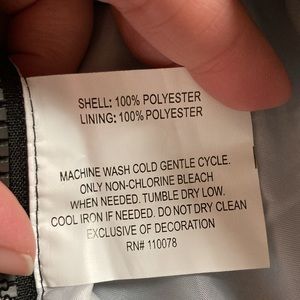 SHELL: 100% POLYESTER
LINING: 100% POLYESTER
MACHINE WASH COLD GENTLE CYCLE.
ONLY NON-CHLORINE BLEACH
WHEN NEEDED. TUMBLE DRY LOW.
COOL IRON IF NEEDED. DO NOT DRY CLEAN
EXCLUSIVE OF DECORATION
RN# 110078